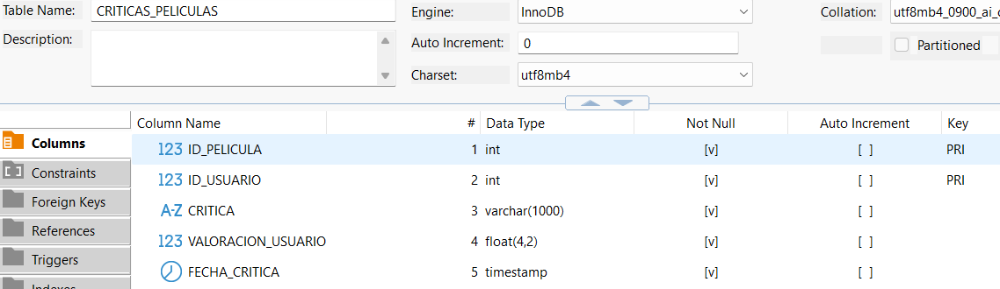 Table Name: CRITICAS_PELICULAS Engine: InnoDB Collation: utf8mb4_0900_ai_
Description: Auto Increment: 0 Partitioned
Charset: utf8mb4
Column Name # Data Type Not Null Auto Increment Key
Columns
123 ID_PELICULA 1 int [v] [ ] PRI
Constraints
123 ID_USUARIO 2 int [v] [ ] PRI
Foreign Keys
A-Z CRITICA 3 varchar(1000) [v] [ ]
References
123 VALORACION_USUARIO 4 float(4,2) [v] [ ]
Triggers
FECHA_CRITICA 5 timestamp [v] [ ]
Indexes